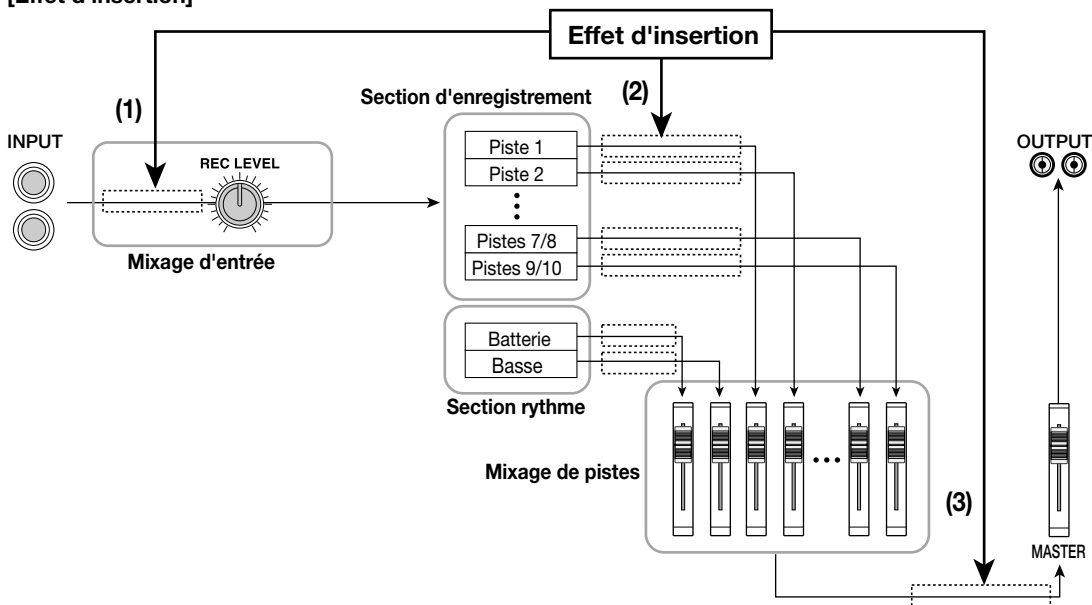 [Effet d'insertion]
Effet d'insertion
(1)
(2)
Section d'enregistrement
INPUT
OUTPUT
REC LEVEL
Piste 1
Piste 2
Pistes 7/8
Pistes 9/10
Mixage d'entrée
Batterie
Basse
Section rythme
Mixage de pistes
(3)
MASTER